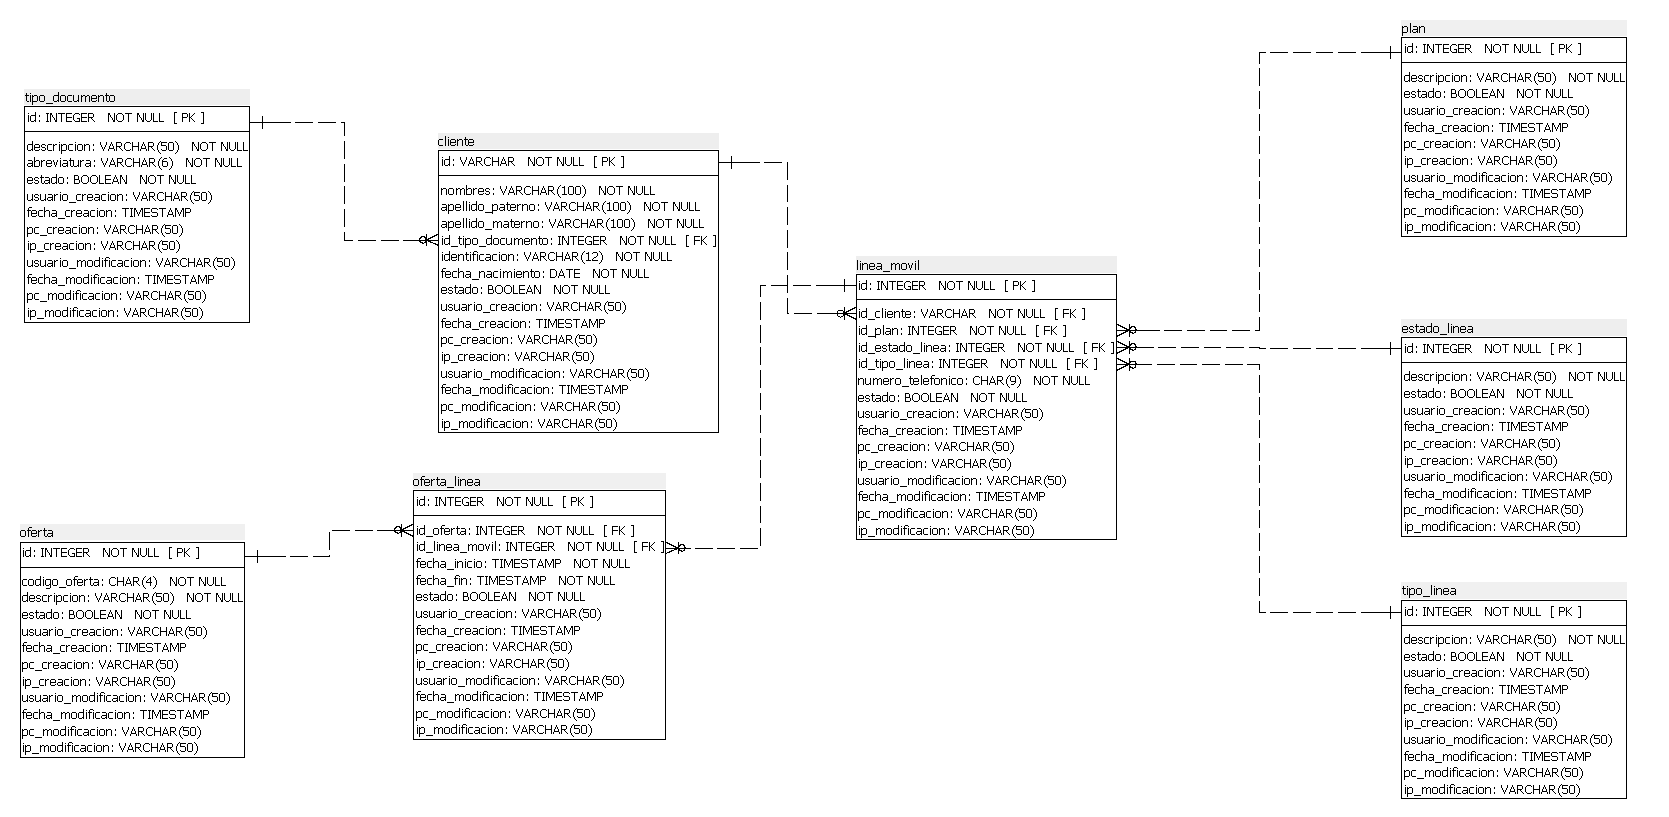 tipo_documento
id: INTEGER NOT NULL [ PK ]
descripcion: VARCHAR(50) NOT NULL
abreviatura: VARCHAR(6) NOT NULL
estado: BOOLEAN NOT NULL
usuario_creacion: VARCHAR(50)
fecha_creacion: TIMESTAMP
pc_creacion: VARCHAR(50)
ip_creacion: VARCHAR(50)
usuario_modificacion: VARCHAR(50)
fecha_modificacion: TIMESTAMP
pc_modificacion: VARCHAR(50)
ip_modificacion: VARCHAR(50)
cliente
id: VARCHAR NOT NULL [ PK ]
nombres: VARCHAR(100) NOT NULL
apellido_paterno: VARCHAR(100) NOT NULL
apellido_materno: VARCHAR(100) NOT NULL
id_tipo_documento: INTEGER NOT NULL [ FK ]
identificacion: VARCHAR(12) NOT NULL
fecha_nacimiento: DATE NOT NULL
estado: BOOLEAN NOT NULL
usuario_creacion: VARCHAR(50)
fecha_creacion: TIMESTAMP
pc_creacion: VARCHAR(50)
ip_creacion: VARCHAR(50)
usuario_modificacion: VARCHAR(50)
fecha_modificacion: TIMESTAMP
pc_modificacion: VARCHAR(50)
ip_modificacion: VARCHAR(50)
oferta
id: INTEGER NOT NULL [ PK ]
codigo_oferta: CHAR(4) NOT NULL
descripcion: VARCHAR(50) NOT NULL
estado: BOOLEAN NOT NULL
usuario_creacion: VARCHAR(50)
fecha_creacion: TIMESTAMP
pc_creacion: VARCHAR(50)
ip_creacion: VARCHAR(50)
usuario_modificacion: VARCHAR(50)
fecha_modificacion: TIMESTAMP
pc_modificacion: VARCHAR(50)
ip_modificacion: VARCHAR(50)
oferta_linea
id: INTEGER NOT NULL [ PK ]
id_oferta: INTEGER NOT NULL [ FK ]
id_linea_movil: INTEGER NOT NULL [ FK ]
fecha_inicio: TIMESTAMP NOT NULL
fecha_fin: TIMESTAMP NOT NULL
estado: BOOLEAN NOT NULL
usuario_creacion: VARCHAR(50)
fecha_creacion: TIMESTAMP
pc_creacion: VARCHAR(50)
ip_creacion: VARCHAR(50)
usuario_modificacion: VARCHAR(50)
fecha_modificacion: TIMESTAMP
pc_modificacion: VARCHAR(50)
ip_modificacion: VARCHAR(50)
linea_movil
id: INTEGER NOT NULL [ PK ]
id_cliente: VARCHAR NOT NULL [ FK ]
id_plan: INTEGER NOT NULL [ FK ]
id_estado_linea: INTEGER NOT NULL [ FK ]
id_tipo_linea: INTEGER NOT NULL [ FK ]
numero_telefonico: CHAR(9) NOT NULL
estado: BOOLEAN NOT NULL
usuario_creacion: VARCHAR(50)
fecha_creacion: TIMESTAMP
pc_creacion: VARCHAR(50)
ip_creacion: VARCHAR(50)
usuario_modificacion: VARCHAR(50)
fecha_modificacion: TIMESTAMP
pc_modificacion: VARCHAR(50)
ip_modificacion: VARCHAR(50)
plan
id: INTEGER NOT NULL [ PK ]
descripcion: VARCHAR(50) NOT NULL
estado: BOOLEAN NOT NULL
usuario_creacion: VARCHAR(50)
fecha_creacion: TIMESTAMP
pc_creacion: VARCHAR(50)
ip_creacion: VARCHAR(50)
usuario_modificacion: VARCHAR(50)
fecha_modificacion: TIMESTAMP
pc_modificacion: VARCHAR(50)
ip_modificacion: VARCHAR(50)
estado_linea
id: INTEGER NOT NULL [ PK ]
descripcion: VARCHAR(50) NOT NULL
estado: BOOLEAN NOT NULL
usuario_creacion: VARCHAR(50)
fecha_creacion: TIMESTAMP
pc_creacion: VARCHAR(50)
ip_creacion: VARCHAR(50)
usuario_modificacion: VARCHAR(50)
fecha_modificacion: TIMESTAMP
pc_modificacion: VARCHAR(50)
ip_modificacion: VARCHAR(50)
tipo_linea
id: INTEGER NOT NULL [ PK ]
descripcion: VARCHAR(50) NOT NULL
estado: BOOLEAN NOT NULL
usuario_creacion: VARCHAR(50)
fecha_creacion: TIMESTAMP
pc_creacion: VARCHAR(50)
ip_creacion: VARCHAR(50)
usuario_modificacion: VARCHAR(50)
fecha_modificacion: TIMESTAMP
pc_modificacion: VARCHAR(50)
ip_modificacion: VARCHAR(50)